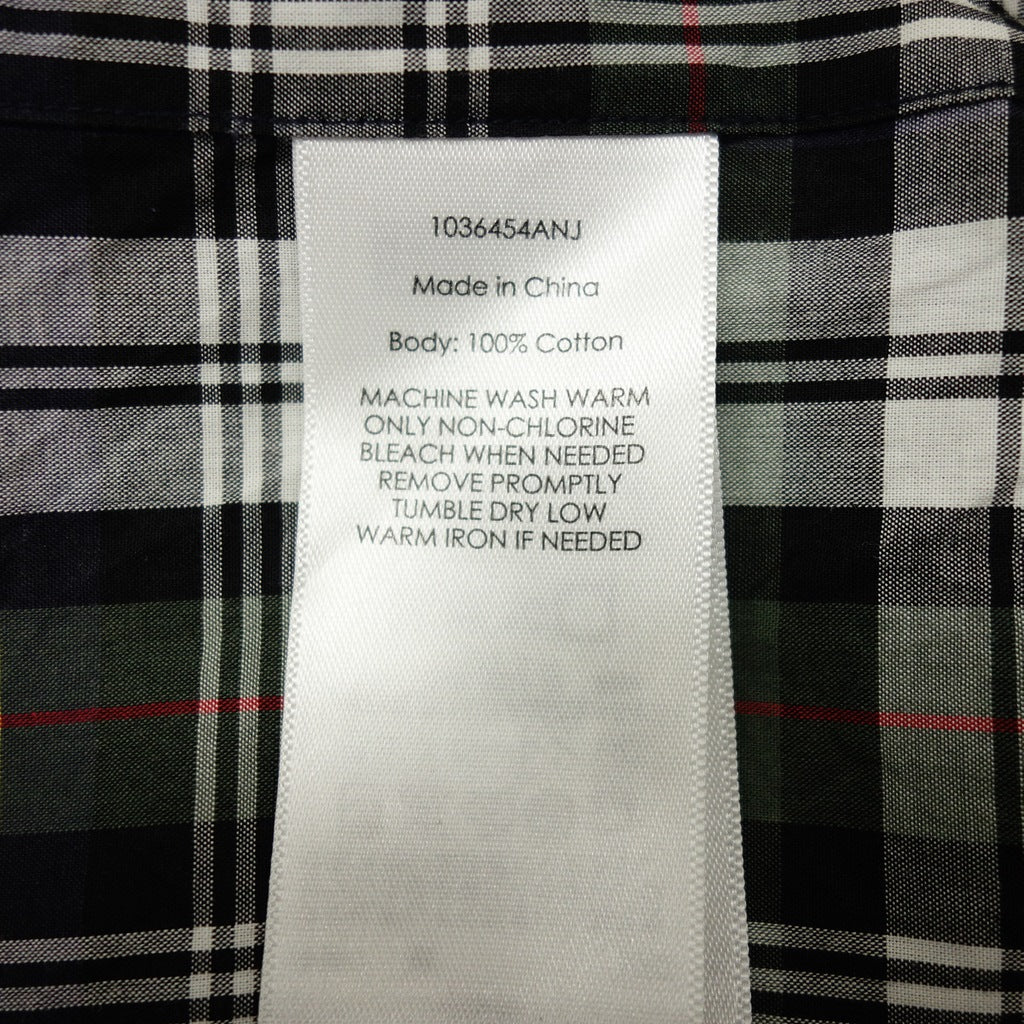 1036454ANJ
Made in China
Body: 100% Cotton
MACHINE WASH WARM
ONLY NON-CHLORINE
BLEACH WHEN NEEDED
REMOVE PROMPTLY
TUMBLE DRY LOW
WARM IRON IF NEEDED